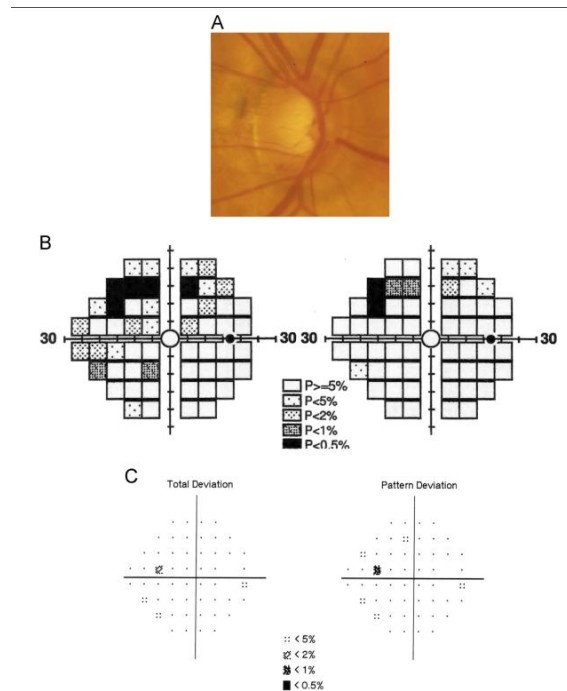 A
B
30 30 30 30
P>=5%
P<5%
P<2%
P<1%
P<0.5%
C
Total Deviation Pattern Deviation
< 5%
< 2%
< 1%
< 0.5%